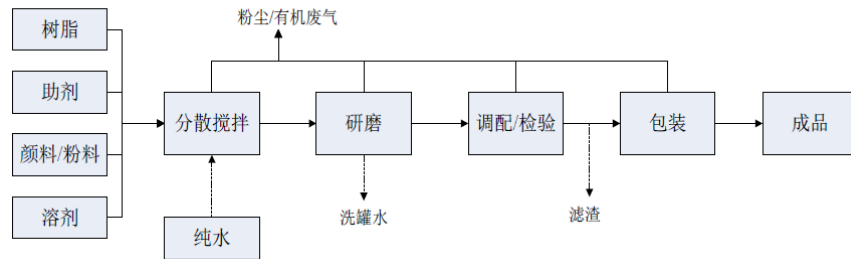 粉尘/有机废气
树脂
助剂
颜料/粉料
溶剂
分散搅拌
研磨
调配/检验
包装
成品
纯水
洗罐水
滤渣